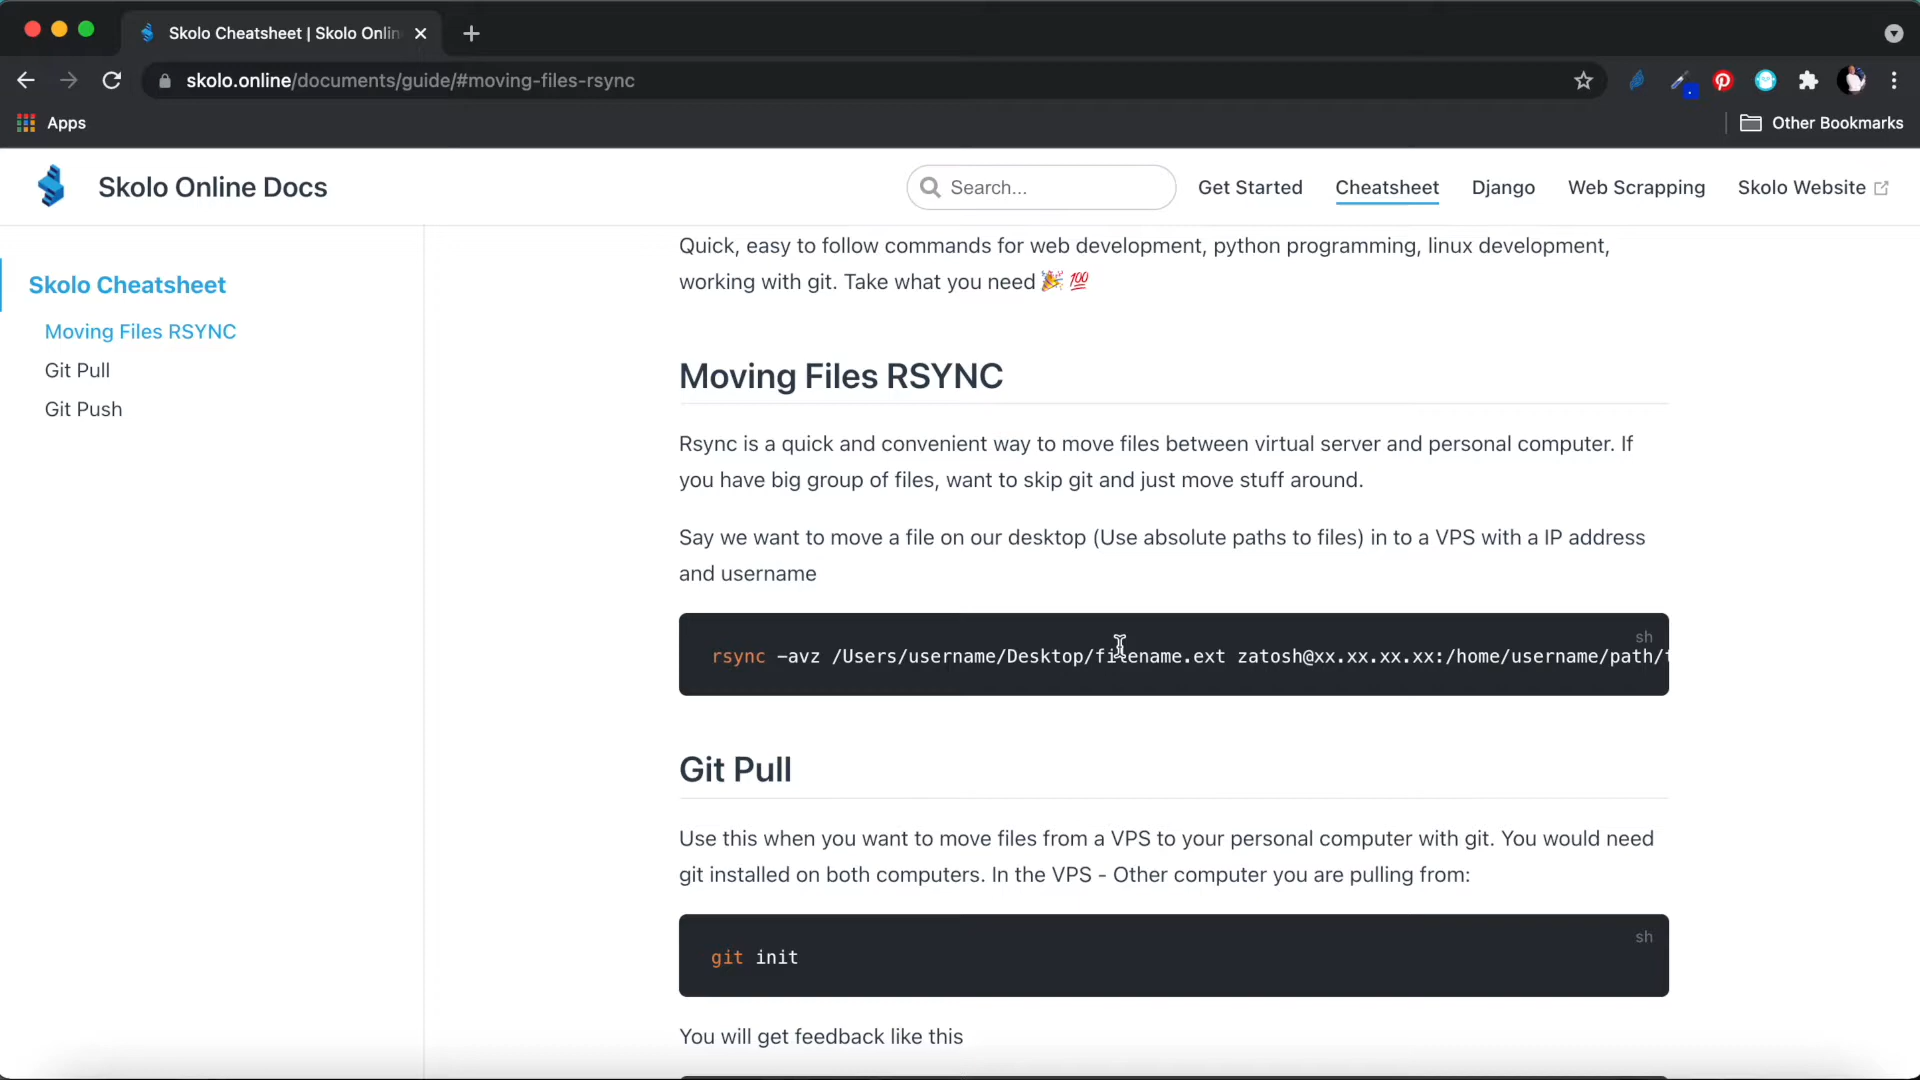 Skolo Cheatsheet | Skolo Onlin
skolo.online/documents/guide/#moving-files-rsync
Apps
Other Bookmarks
Skolo Online Docs
Search...
Get Started
Cheatsheet
Django
Web Scrapping
Skolo Website
Skolo Cheatsheet
Moving Files RSYNC
Git Pull
Git Push
Quick, easy to follow commands for web development, python programming, linux development,
working with git. Take what you need 🎉 💯
Moving Files RSYNC
Rsync is a quick and convenient way to move files between virtual server and personal computer. If
you have big group of files, want to skip git and just move stuff around.
Say we want to move a file on our desktop (Use absolute paths to files) in to a VPS with a IP address
and username
sh
rsync -avz /Users/username/Desktop/filename.ext zatosh@xx.xx.xx.xx:/home/username/path/
Git Pull
Use this when you want to move files from a VPS to your personal computer with git. You would need
git installed on both computers. In the VPS - Other computer you are pulling from:
sh
git init
You will get feedback like this